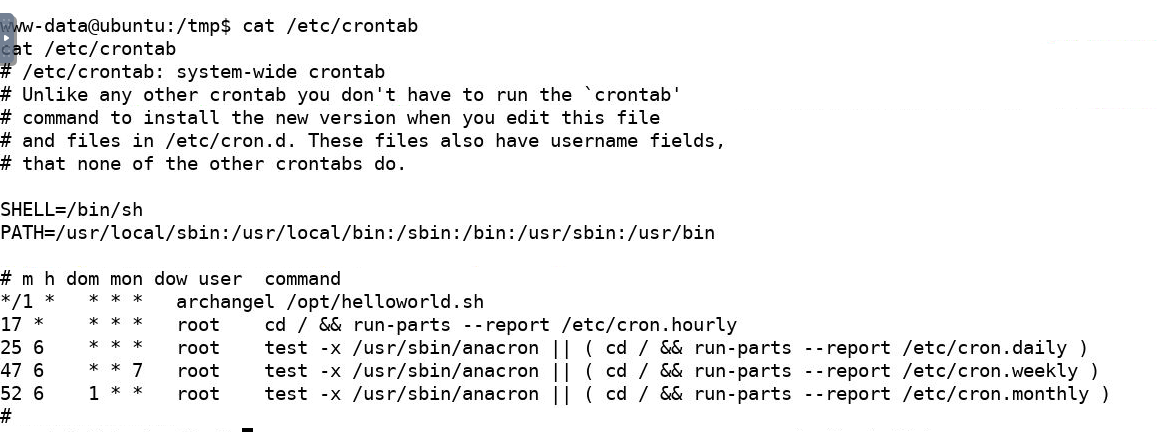 www-data@ubuntu:/tmp$ cat /etc/crontab
cat /etc/crontab
# /etc/crontab: system-wide crontab
# Unlike any other crontab you don't have to run the `crontab'
# command to install the new version when you edit this file
# and files in /etc/cron.d. These files also have username fields,
# that none of the other crontabs do.

SHELL=/bin/sh
PATH=/usr/local/sbin:/usr/local/bin:/sbin:/bin:/usr/sbin:/usr/bin

# m h dom mon dow user  command
*/1 *   * * *   archangel /opt/helloworld.sh
17 *    * * *   root    cd / && run-parts --report /etc/cron.hourly
25 6    * * *   root    test -x /usr/sbin/anacron || ( cd / && run-parts --report /etc/cron.daily )
47 6    * * 7   root    test -x /usr/sbin/anacron || ( cd / && run-parts --report /etc/cron.weekly )
52 6    1 * *   root    test -x /usr/sbin/anacron || ( cd / && run-parts --report /etc/cron.monthly )
#